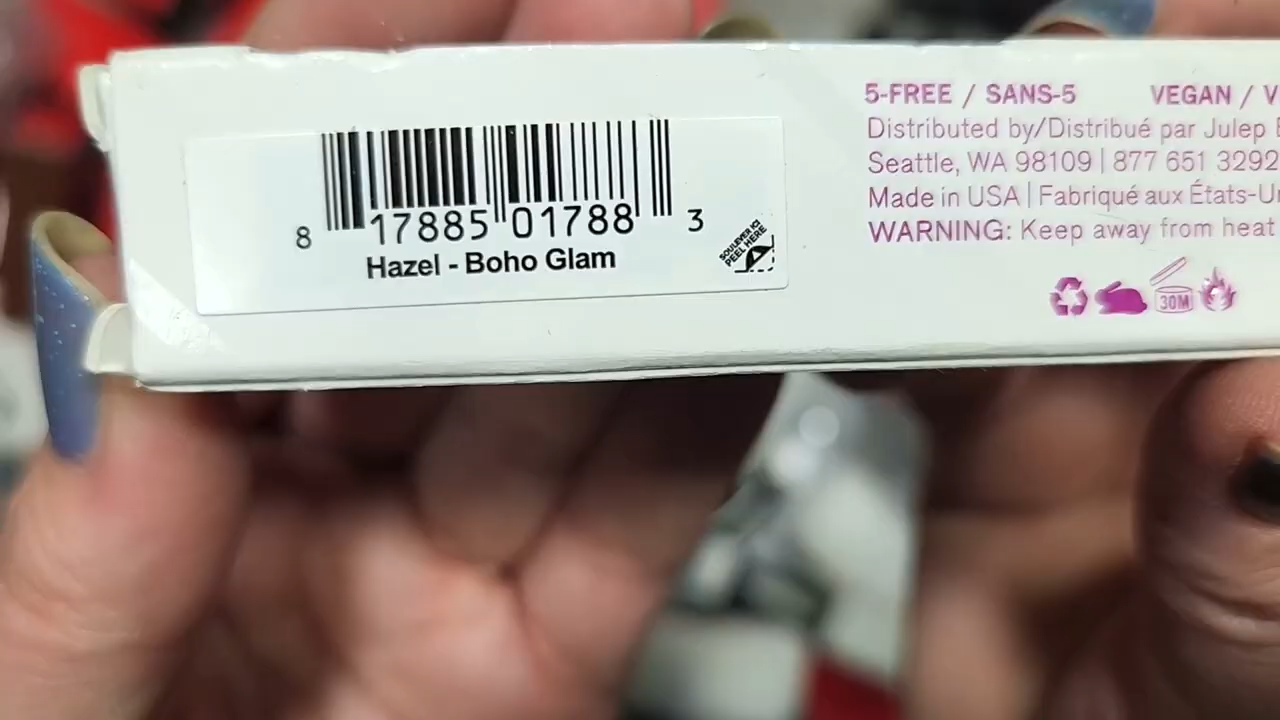 8 17885 01788 3
Hazel - Boho Glam
SOULEVER ICI
PEEL HERE
5-FREE / SANS-5 VEGAN /
Distributed by/Distribué par Julep
Seattle, WA 98109 | 877 651 3292
Made in USA | Fabriqué aux États-
WARNING: Keep away from heat
30M